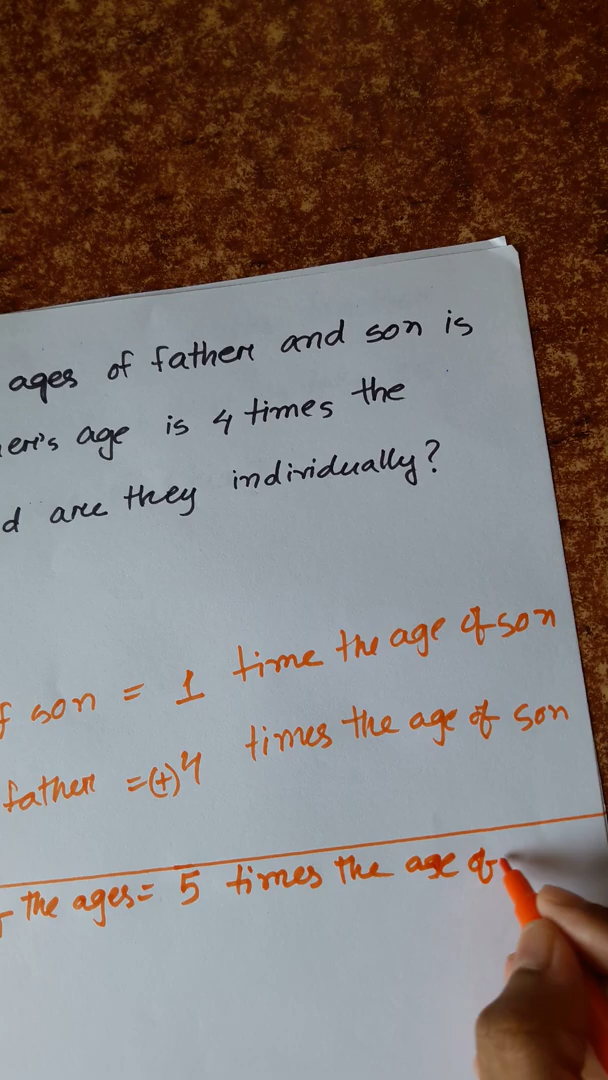 ages of father and son is
er's age is 4 times the
d are they individually?
f son = 1 time the age of son
father =(+) 4 times the age of son
the ages= 5 times the age of